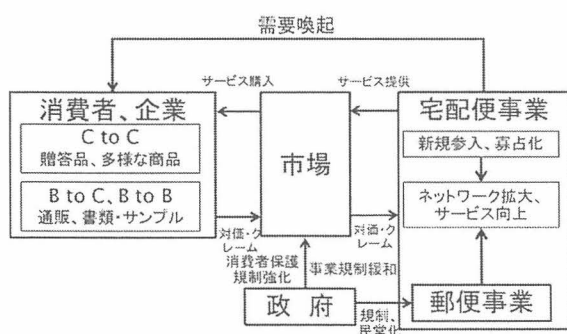 需要喚起
サービス購入
サービス提供
消費者、企業
C to C
贈答品、多様な商品
B to C、B to B
通販、書類・サンプル
市場
宅配便事業
新規参入、寡占化
ネットワーク拡大、
サービス向上
対価・クレーム
対価・クレーム
消費者保護
規制強化
事業規制緩和
政府
規制、
民営化
郵便事業